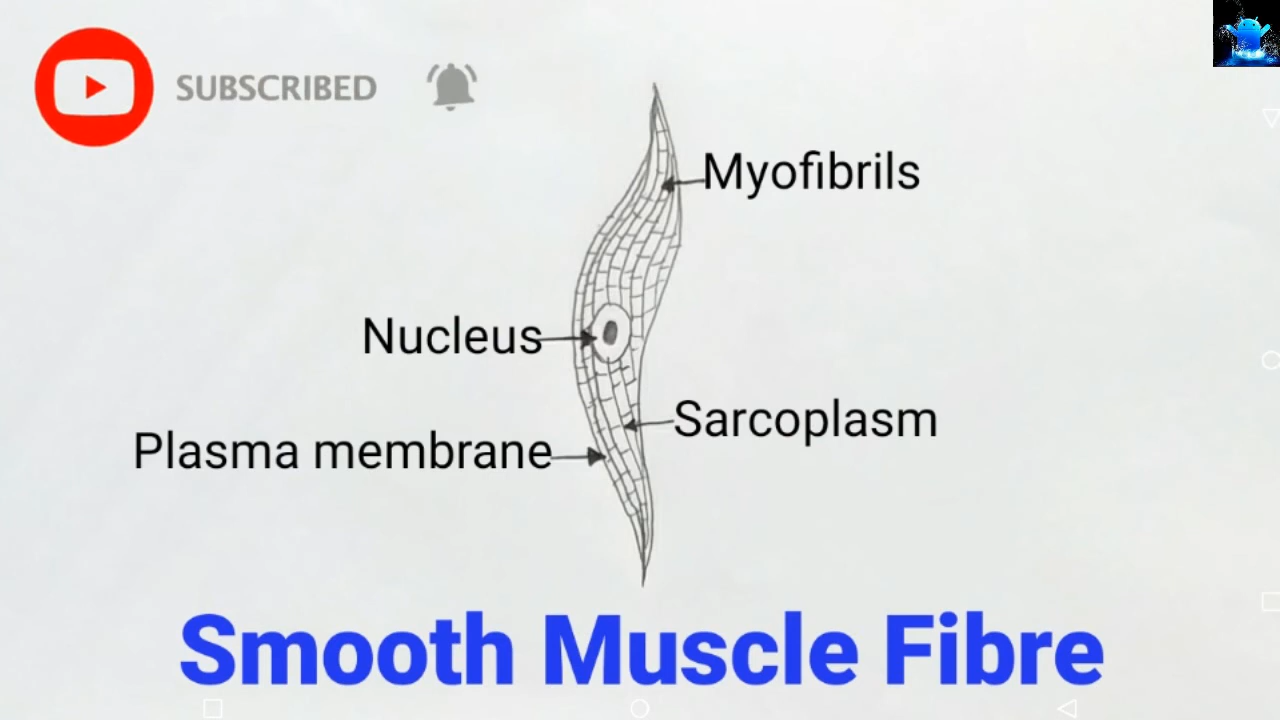 SUBSCRIBED
Myofibrils
Nucleus
Sarcoplasm
Plasma membrane
Smooth Muscle Fibre